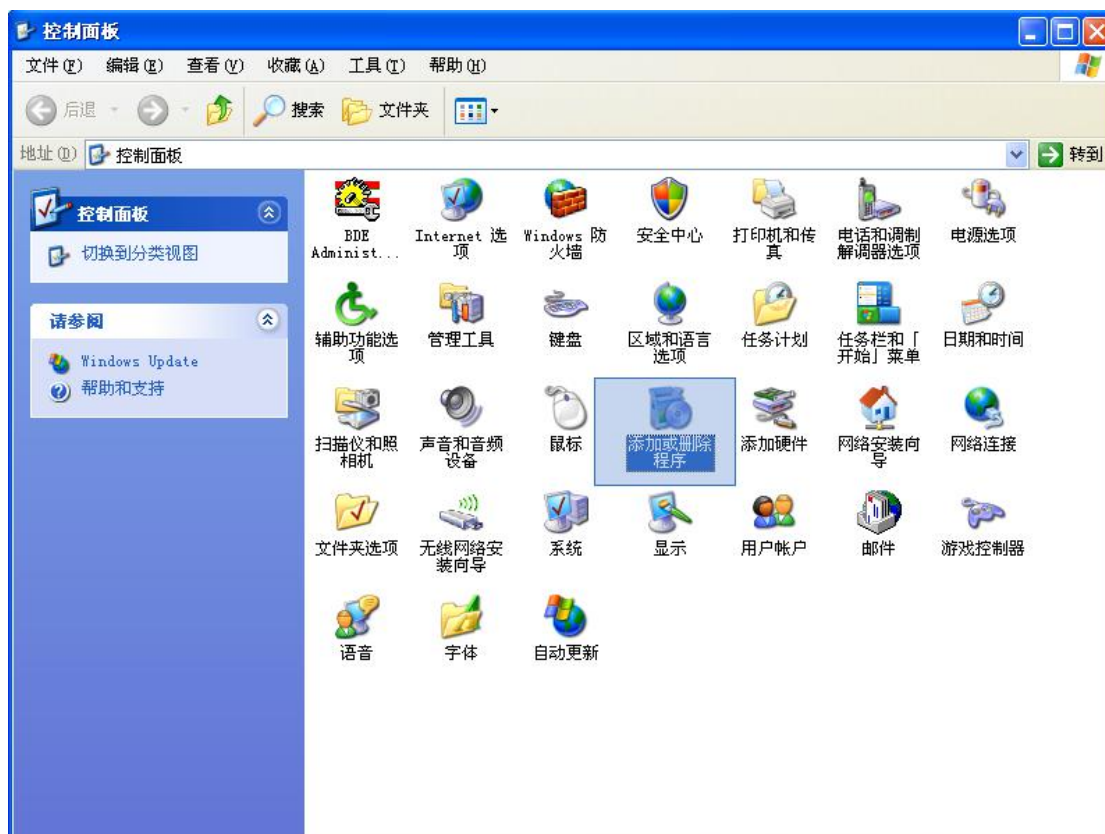 控制面板
文件(F) 编辑(E) 查看(V) 收藏(A) 工具(T) 帮助(H)
后退 搜索 文件夹
地址(D) 控制面板 转到
控制面板
切换到分类视图
请参阅
Windows Update
帮助和支持
BDE
Administ...
Internet 选
项
Windows 防
火墙
安全中心
打印机和传
真
电话和调制
解调器选项
电源选项
辅助功能选
项
管理工具
键盘
区域和语言
选项
任务计划
任务栏和「
开始」菜单
日期和时间
扫描仪和照
相机
声音和音频
设备
鼠标
添加或删除
程序
添加硬件
网络安装向
导
网络连接
文件夹选项
无线网络安
装向导
系统
显示
用户帐户
邮件
游戏控制器
语音
字体
自动更新